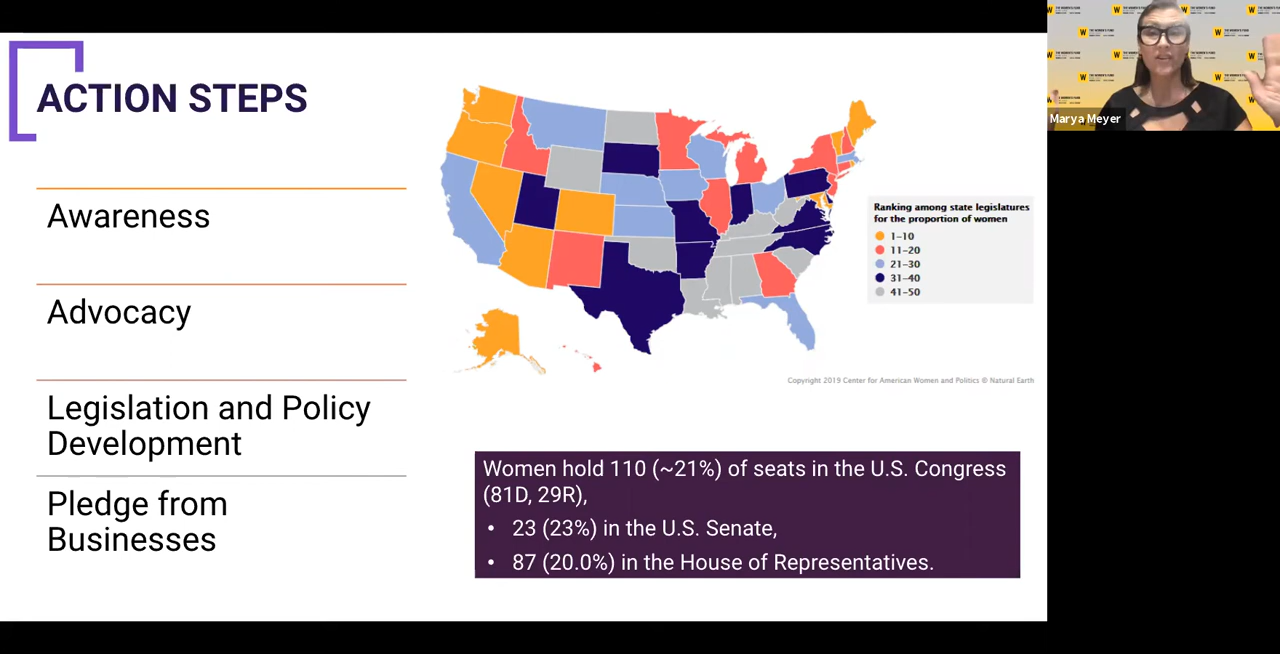 ACTION STEPS
Awareness
Advocacy
Legislation and Policy
Development
Pledge from
Businesses
Ranking among state legislatures
for the proportion of women
1–10
11–20
21–30
31–40
41–50
Copyright 2019 Center for American Women and Politics © Natural Earth
Women hold 110 (~21%) of seats in the U.S. Congress
(81D, 29R),
• 23 (23%) in the U.S. Senate,
• 87 (20.0%) in the House of Representatives.
Marya Meyer